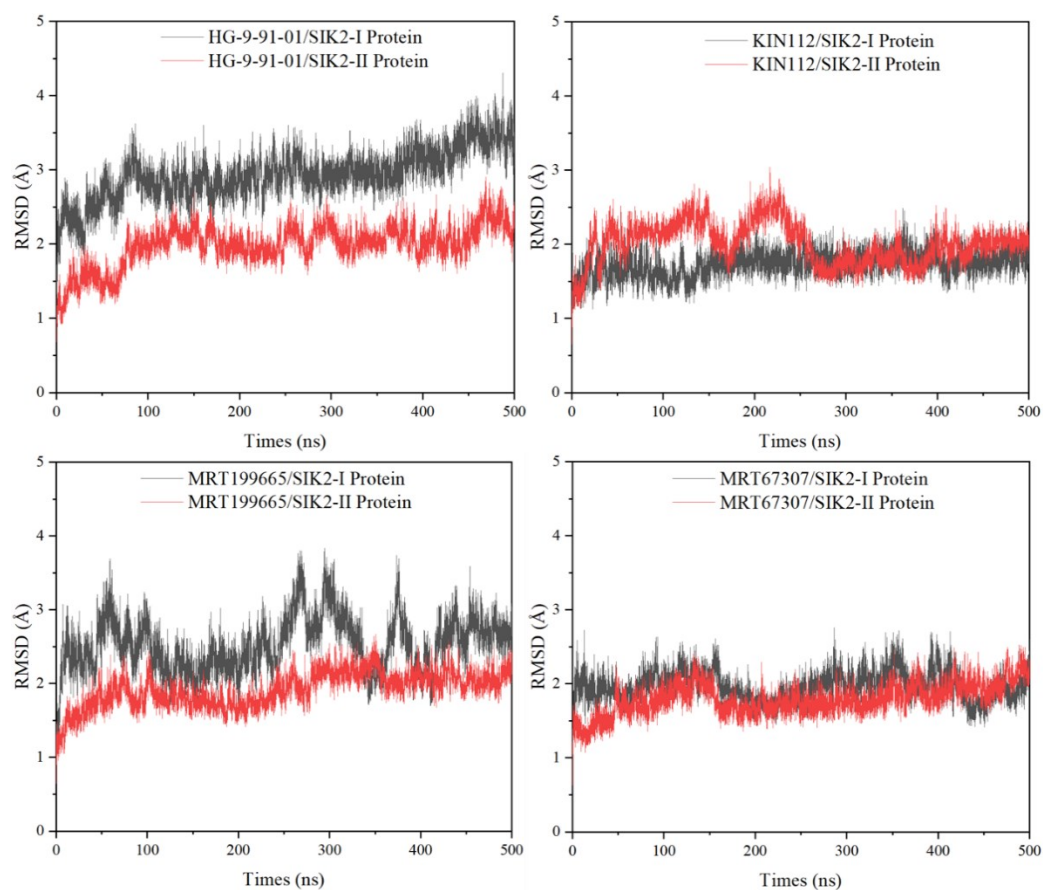 5
HG-9-91-01/SIK2-I Protein
HG-9-91-01/SIK2-II Protein
4
3
2
1
0
RMSD (Å)
0 100 200 300 400 500
Times (ns)
5
KIN112/SIK2-I Protein
KIN112/SIK2-II Protein
4
3
2
1
0
RMSD (Å)
0 100 200 300 400 500
Times (ns)
5
MRT199665/SIK2-I Protein
MRT199665/SIK2-II Protein
4
3
2
1
0
RMSD (Å)
0 100 200 300 400 500
Times (ns)
5
MRT67307/SIK2-I Protein
MRT67307/SIK2-II Protein
4
3
2
1
0
RMSD (Å)
0 100 200 300 400 500
Times (ns)